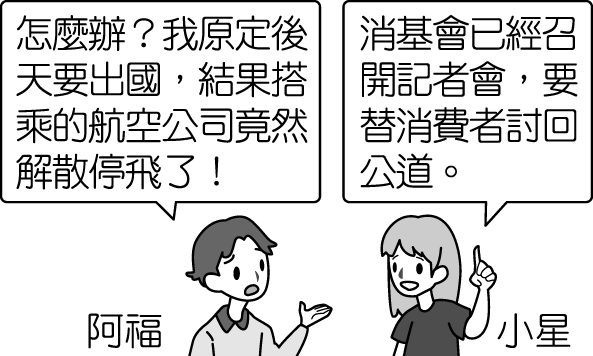 怎麼辦？我原定後
天要出國，結果搭
乘的航空公司竟然
解散停飛了！
消基會已經召
開記者會，要
替消費者討回
公道。
阿福
小星